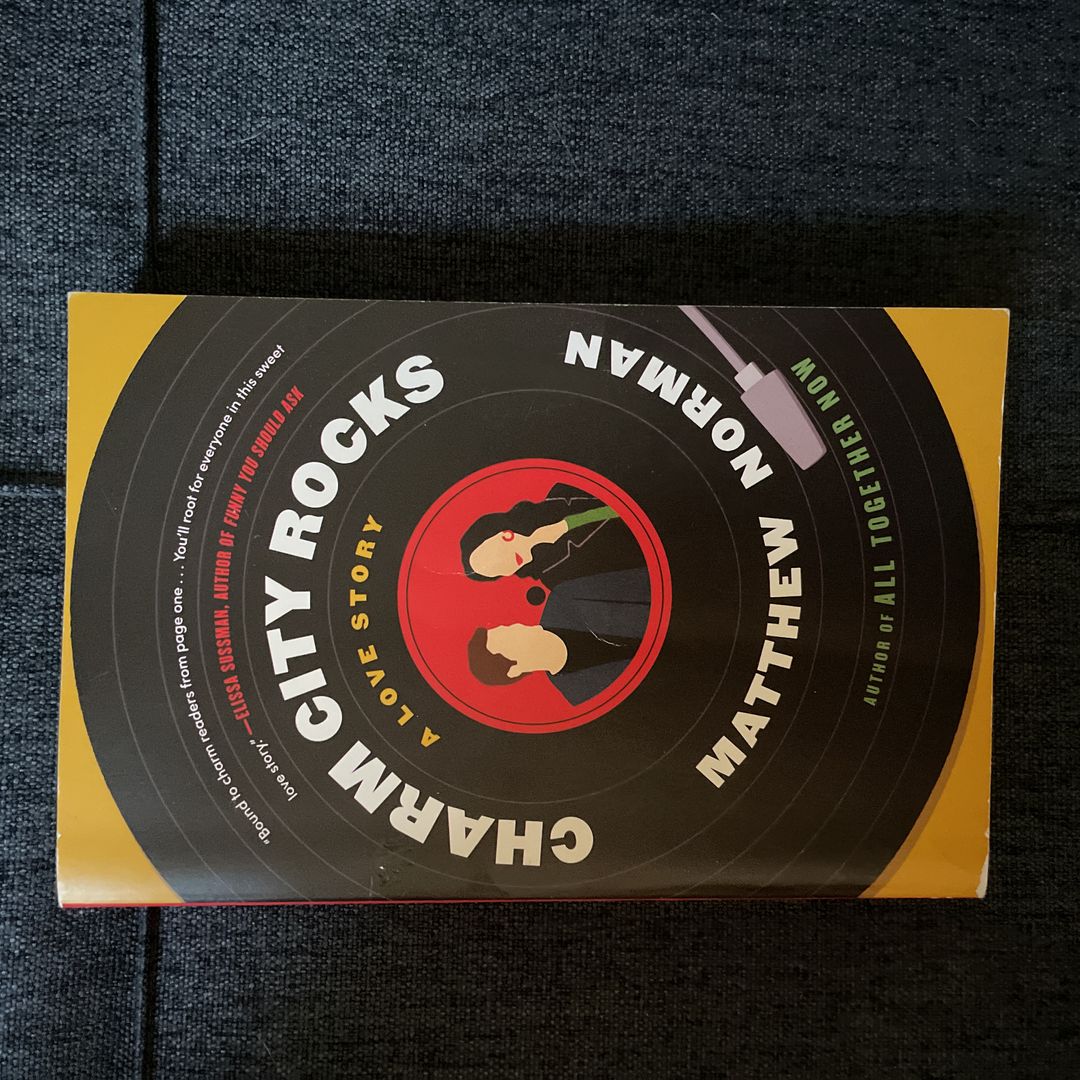 "Bound to charm readers from page one . . . You'll root for everyone in this sweet
love story."—ELISSA SUSSMAN, AUTHOR OF FUNNY YOU SHOULD ASK
CHARM CITY ROCKS
A LOVE STORY
MATTHEW NORMAN
AUTHOR OF ALL TOGETHER NOW